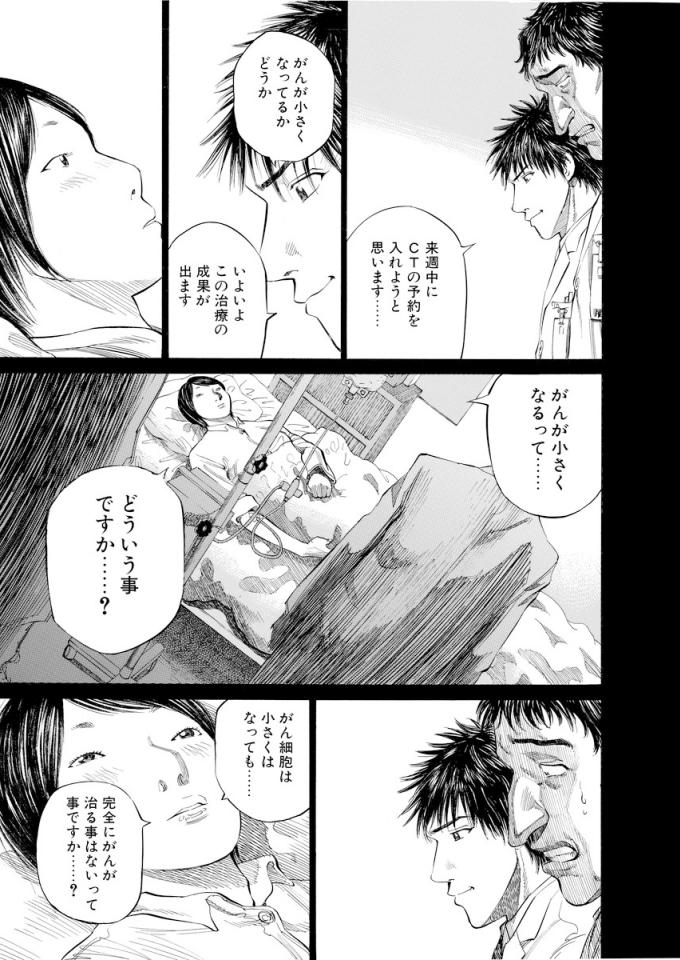 来週中に
ＣＴの予約を
入れようと
思います……
がんが小さく
なってるか
どうか
いよいよ
この治療の
成果が
出ます
がんが小さく
なるって……
どういう事
ですか……？
がん細胞は
小さくは
なっても……
完全にがんが
治る事はないって
事ですか……？